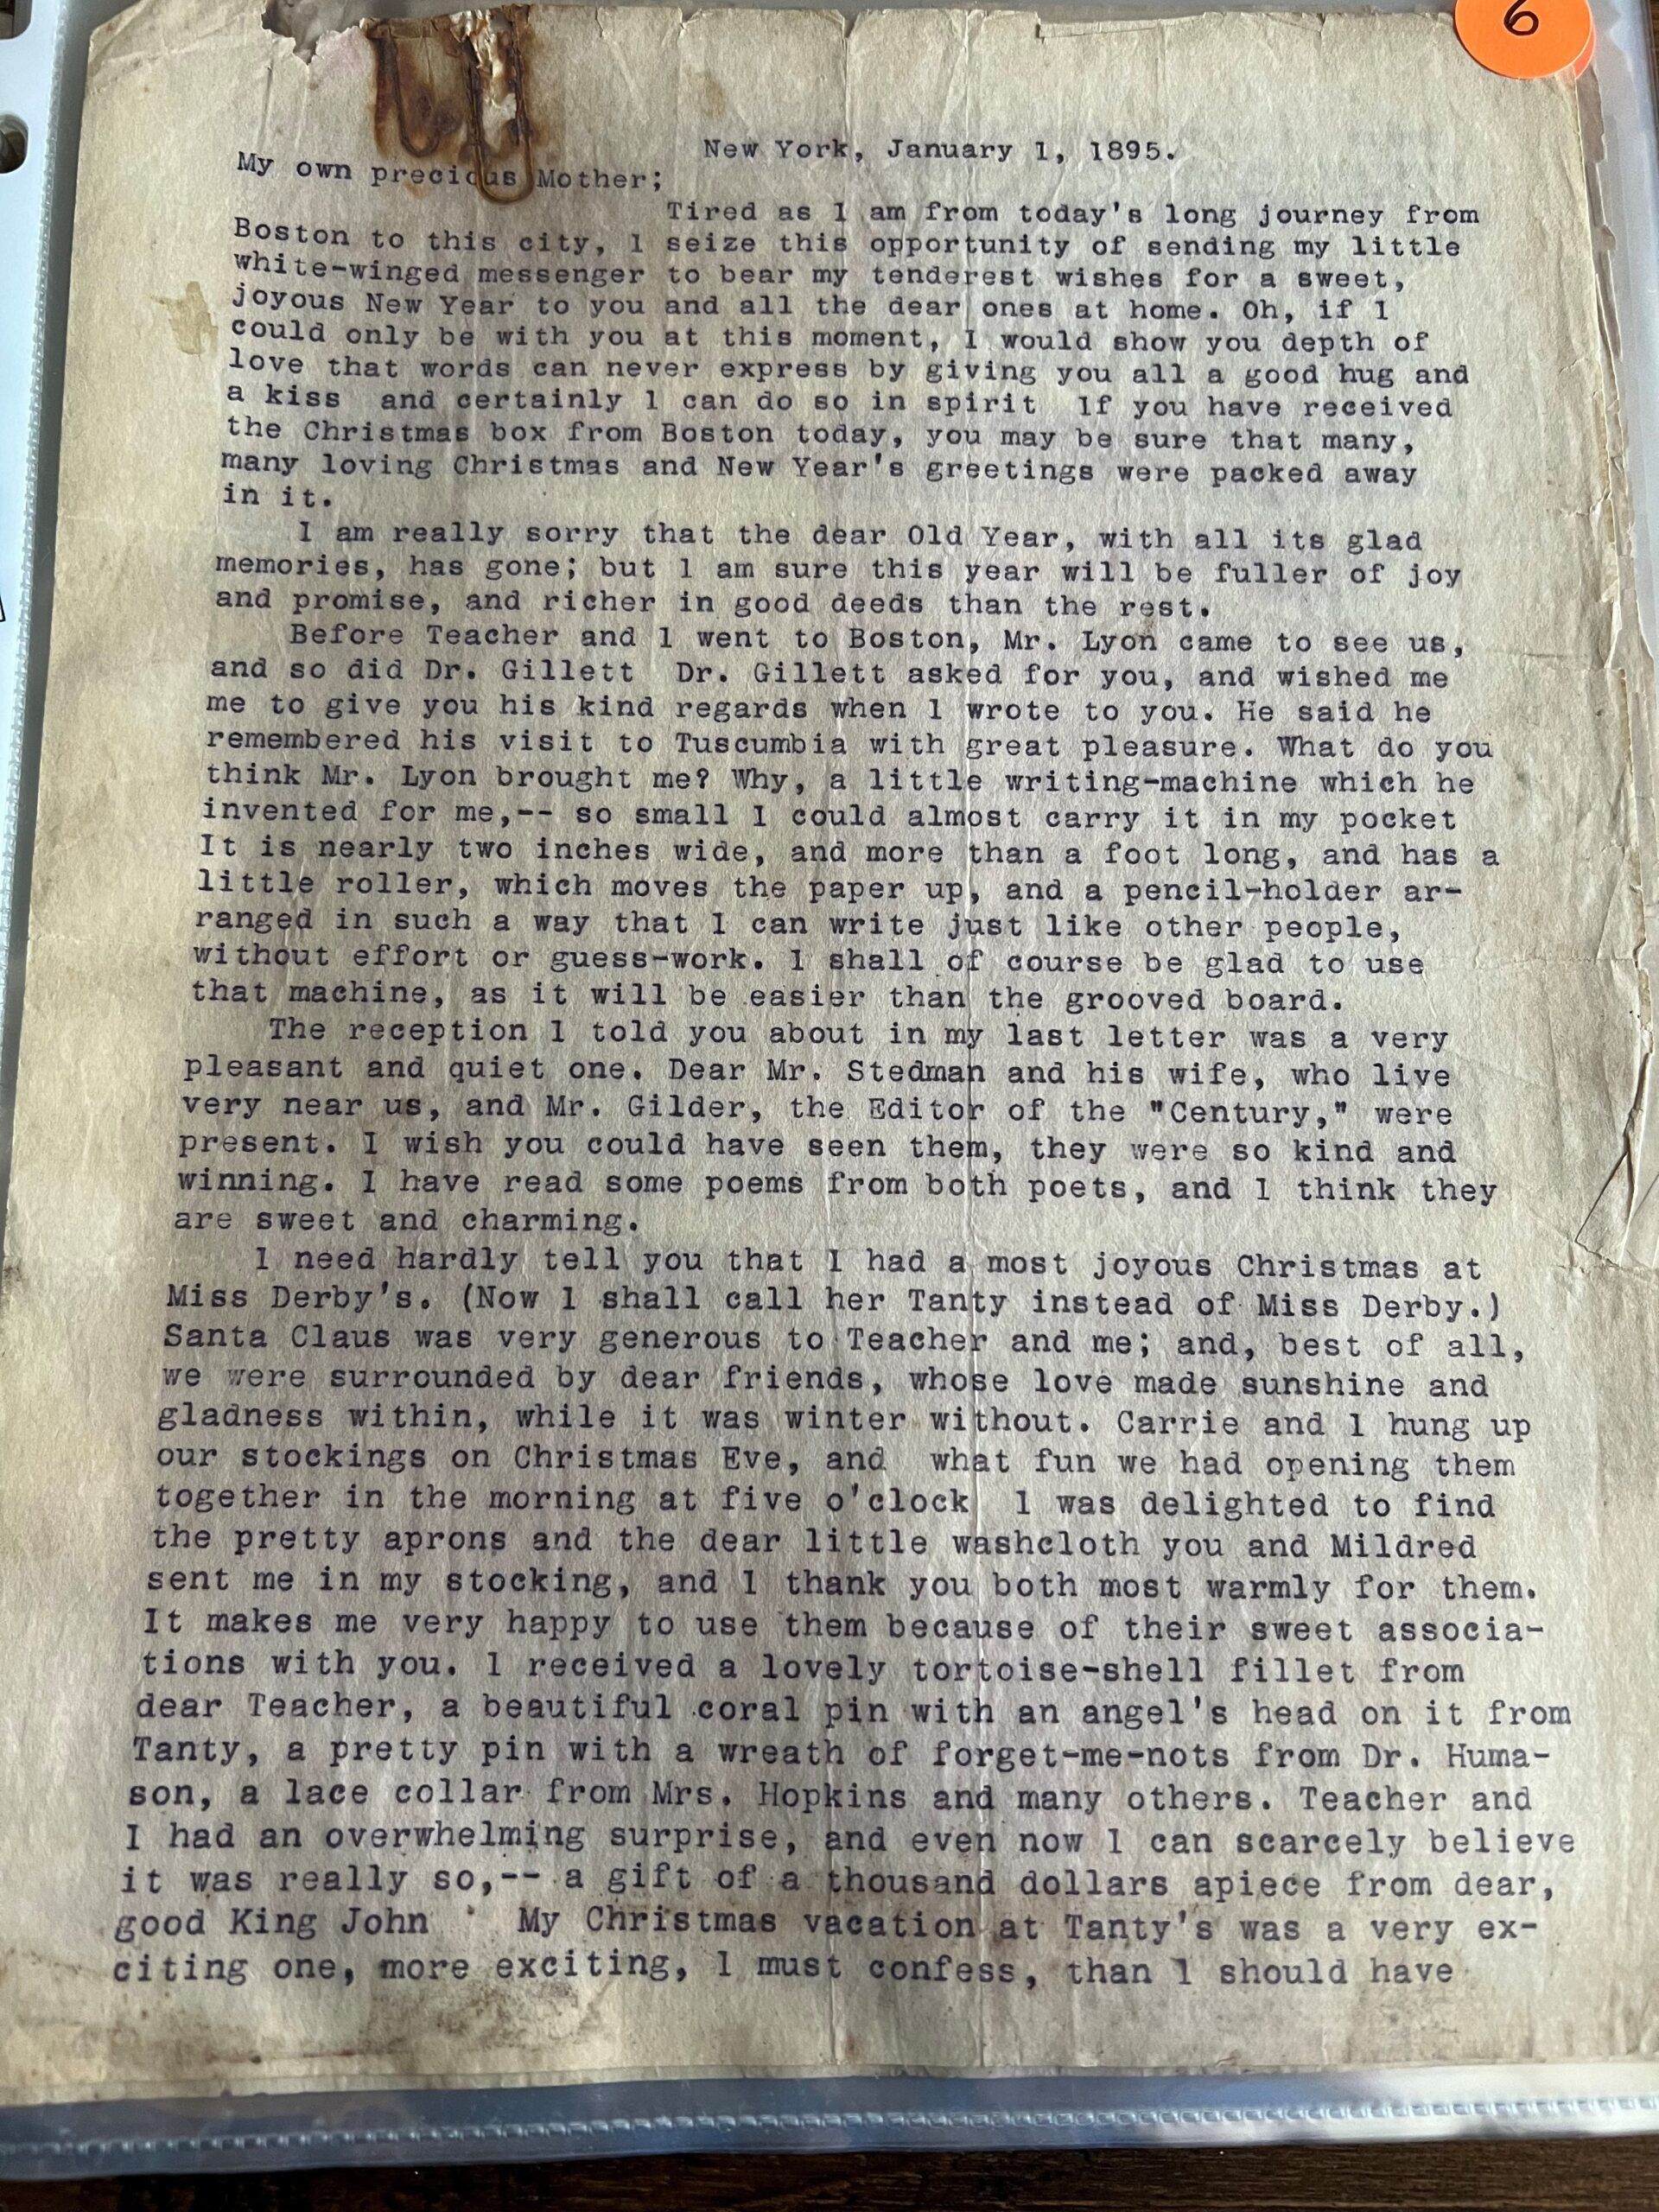 6
New York, January 1, 1895.
My own precious Mother;
Tired as 1 am from today's long journey from
Boston to this city, 1 seize this opportunity of sending my little
white-winged messenger to bear my tenderest wishes for a sweet,
joyous New Year to you and all the dear ones at home. Oh, if 1
could only be with you at this moment, I would show you depth of
love that words can never express by giving you all a good hug and
a kiss  and certainly 1 can do so in spirit  If you have received
the Christmas box from Boston today, you may be sure that many,
many loving Christmas and New Year's greetings were packed away
in it.
I am really sorry that the dear Old Year, with all its glad
memories, has gone; but 1 am sure this year will be fuller of joy
and promise, and richer in good deeds than the rest.
Before Teacher and 1 went to Boston, Mr. Lyon came to see us,
and so did Dr. Gillett  Dr. Gillett asked for you, and wished me
me to give you his kind regards when 1 wrote to you. He said he
remembered his visit to Tuscumbia with great pleasure. What do you
think Mr. Lyon brought me? Why, a little writing-machine which he
invented for me,-- so small I could almost carry it in my pocket
It is nearly two inches wide, and more than a foot long, and has a
little roller, which moves the paper up, and a pencil-holder ar-
ranged in such a way that I can write just like other people,
without effort or guess-work. 1 shall of course be glad to use
that machine, as it will be easier than the grooved board.
The reception 1 told you about in my last letter was a very
pleasant and quiet one. Dear Mr. Stedman and his wife, who live
very near us, and Mr. Gilder, the Editor of the "Century," were
present. I wish you could have seen them, they were so kind and
winning. I have read some poems from both poets, and 1 think they
are sweet and charming.
1 need hardly tell you that I had a most joyous Christmas at
Miss Derby's. (Now 1 shall call her Tanty instead of Miss Derby.)
Santa Claus was very generous to Teacher and me; and, best of all,
we were surrounded by dear friends, whose love made sunshine and
gladness within, while it was winter without. Carrie and 1 hung up
our stockings on Christmas Eve, and  what fun we had opening them
together in the morning at five o'clock  1 was delighted to find
the pretty aprons and the dear little washcloth you and Mildred
sent me in my stocking, and 1 thank you both most warmly for them.
It makes me very happy to use them because of their sweet associa-
tions with you. 1 received a lovely tortoise-shell fillet from
dear Teacher, a beautiful coral pin with an angel's head on it from
Tanty, a pretty pin with a wreath of forget-me-nots from Dr. Huma-
son, a lace collar from Mrs. Hopkins and many others. Teacher and
I had an overwhelming surprise, and even now 1 can scarcely believe
it was really so,-- a gift of a thousand dollars apiece from dear,
good King John  My Christmas vacation at Tanty's was a very ex-
citing one, more exciting, 1 must confess, than 1 should have